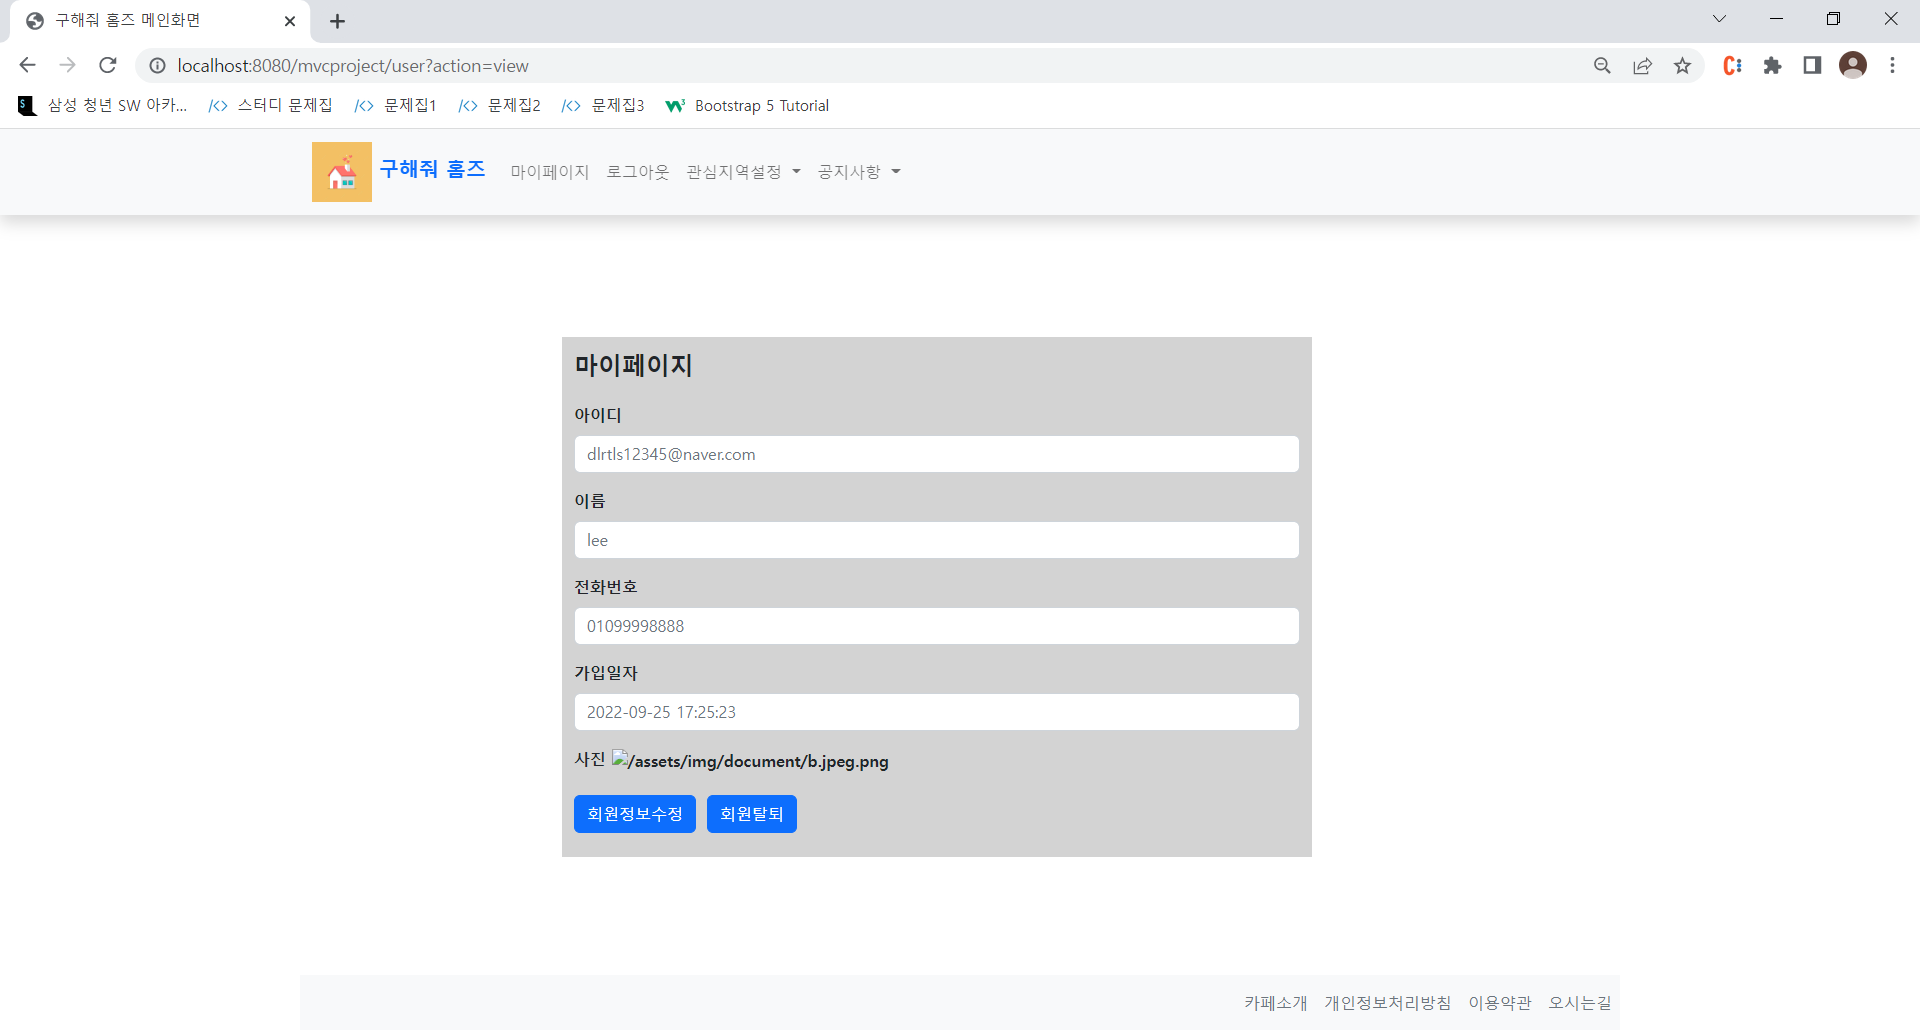 구해줘 홈즈 메인화면
localhost:8080/mvcproject/user?action=view
삼성 청년 SW 아카... 스터디 문제집 문제집1 문제집2 문제집3 Bootstrap 5 Tutorial
구해줘 홈즈 마이페이지 로그아웃 관심지역설정 공지사항
마이페이지
아이디
dlrtls12345@naver.com
이름
lee
전화번호
01099998888
가입일자
2022-09-25 17:25:23
사진 /assets/img/document/b.jpeg.png
회원정보수정 회원탈퇴
카페소개 개인정보처리방침 이용약관 오시는길